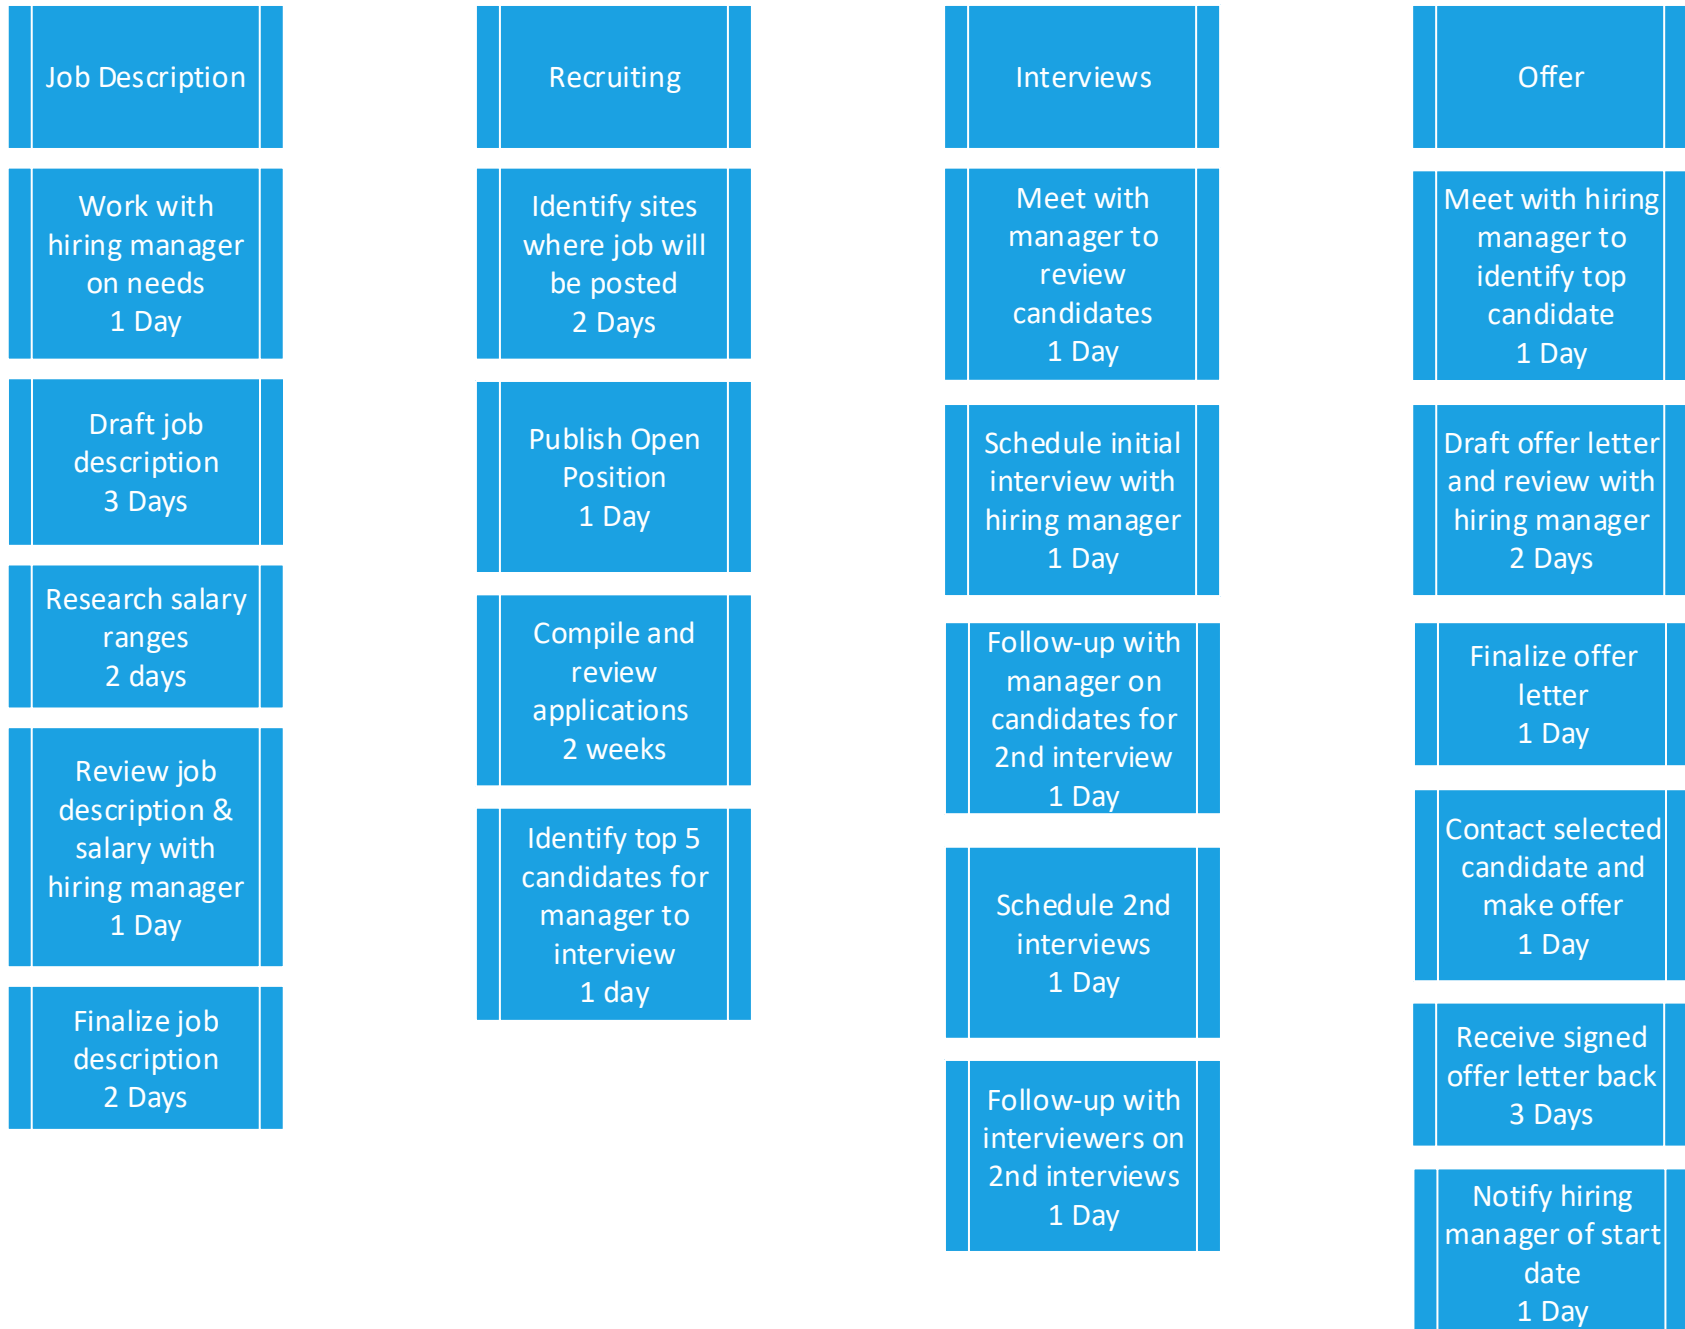 Job Description
Work with
hiring manager
on needs
1 Day
Draft job
description
3 Days
Research salary
ranges
2 days
Review job
description &
salary with
hiring manager
1 Day
Finalize job
description
2 Days
Recruiting
Identify sites
where job will
be posted
2 Days
Publish Open
Position
1 Day
Compile and
review
applications
2 weeks
Identify top 5
candidates for
manager to
interview
1 day
Interviews
Meet with
manager to
review
candidates
1 Day
Schedule initial
interview with
hiring manager
1 Day
Follow-up with
manager on
candidates for
2nd interview
1 Day
Schedule 2nd
interviews
1 Day
Follow-up with
interviewers on
2nd interviews
1 Day
Offer
Meet with hiring
manager to
identify top
candidate
1 Day
Draft offer letter
and review with
hiring manager
2 Days
Finalize offer
letter
1 Day
Contact selected
candidate and
make offer
1 Day
Receive signed
offer letter back
3 Days
Notify hiring
manager of start
date
1 Day